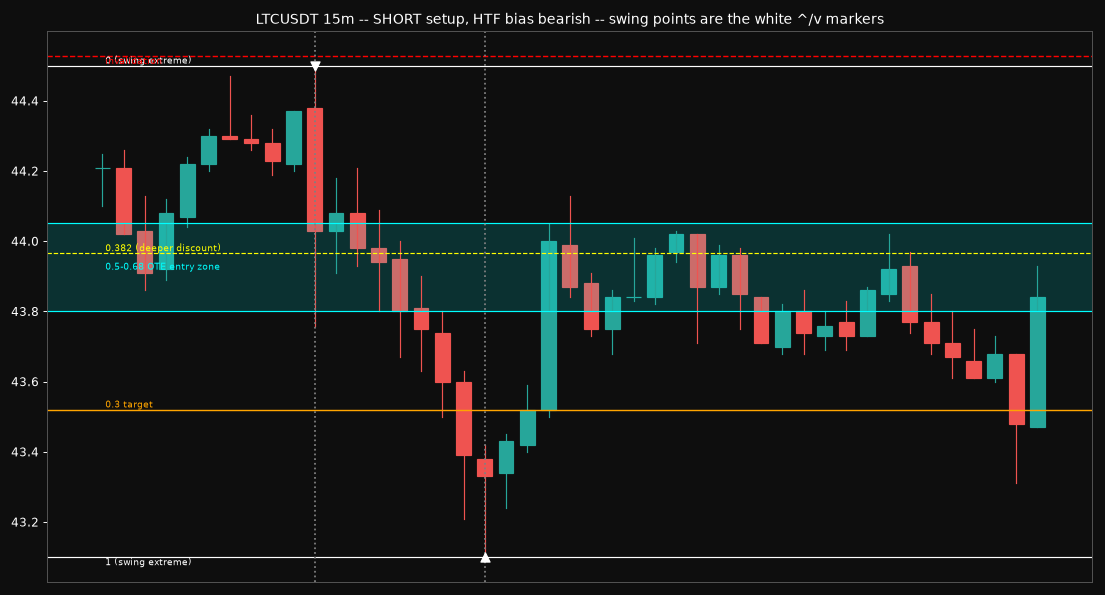 LTCUSDT 15m -- SHORT setup, HTF bias bearish -- swing points are the white ^/v markers
0 (swing extreme)
44.4
44.2
44.0
0.382 (deeper discount)
0.5-0.68 OTE entry zone
43.8
43.6
0.3 target
43.4
43.2
1 (swing extreme)